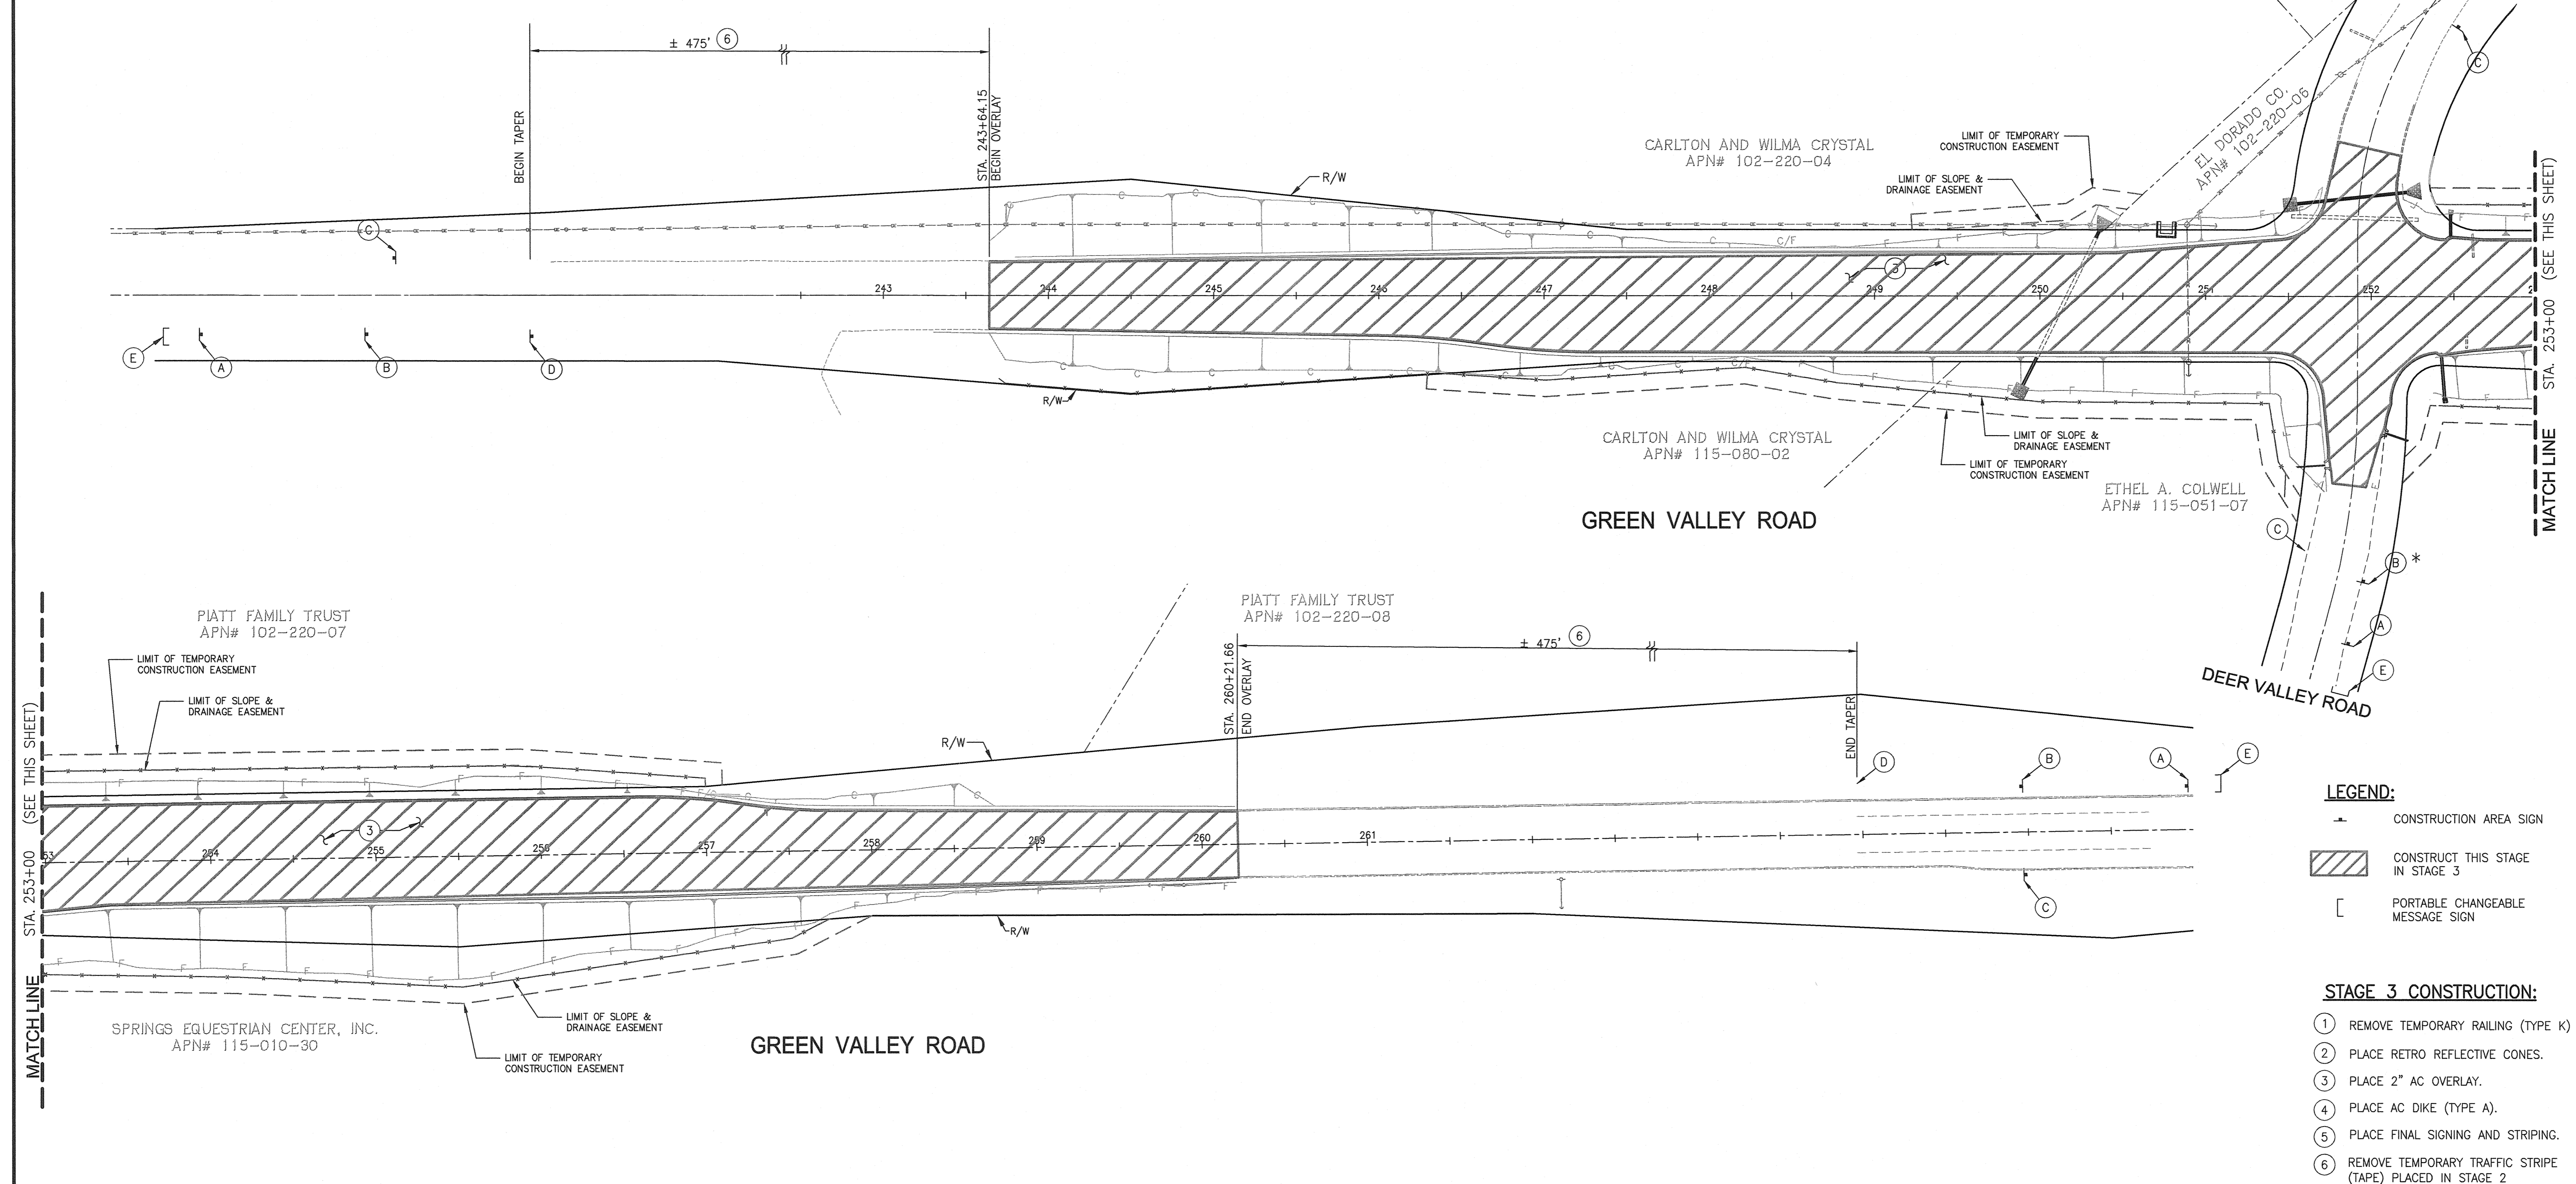 ± 475' 6
BEGIN TAPER
STA. 243+64.15
BEGIN OVERLAY
CARLTON AND WILMA CRYSTAL
APN# 102-220-04
LIMIT OF TEMPORARY
CONSTRUCTION EASEMENT
LIMIT OF SLOPE &
DRAINAGE EASEMENT
EL DORADO CO.
APN# 102-220-06
C
R/W
C
3
243
244
245
246
247
248
249
250
251
252
E
A
B
D
R/W
CARLTON AND WILMA CRYSTAL
APN# 115-080-02
LIMIT OF SLOPE &
DRAINAGE EASEMENT
LIMIT OF TEMPORARY
CONSTRUCTION EASEMENT
ETHEL A. COLWELL
APN# 115-051-07
GREEN VALLEY ROAD
MATCH LINE STA. 253+00 (SEE THIS SHEET)
C
B *
A
E
DEER VALLEY ROAD
PIATT FAMILY TRUST
APN# 102-220-07
LIMIT OF TEMPORARY
CONSTRUCTION EASEMENT
LIMIT OF SLOPE &
DRAINAGE EASEMENT
PIATT FAMILY TRUST
APN# 102-220-08
STA. 260+21.66
END OVERLAY
± 475' 6
END TAPER
R/W
D
B
A
E
3
53
254
255
256
257
258
259
260
261
C
R/W
MATCH LINE STA. 253+00 (SEE THIS SHEET)
SPRINGS EQUESTRIAN CENTER, INC.
APN# 115-010-30
LIMIT OF SLOPE &
DRAINAGE EASEMENT
LIMIT OF TEMPORARY
CONSTRUCTION EASEMENT
GREEN VALLEY ROAD
LEGEND:
CONSTRUCTION AREA SIGN
CONSTRUCT THIS STAGE
IN STAGE 3
PORTABLE CHANGEABLE
MESSAGE SIGN
STAGE 3 CONSTRUCTION:
1 REMOVE TEMPORARY RAILING (TYPE K)
2 PLACE RETRO REFLECTIVE CONES.
3 PLACE 2" AC OVERLAY.
4 PLACE AC DIKE (TYPE A).
5 PLACE FINAL SIGNING AND STRIPING.
6 REMOVE TEMPORARY TRAFFIC STRIPE
(TAPE) PLACED IN STAGE 2